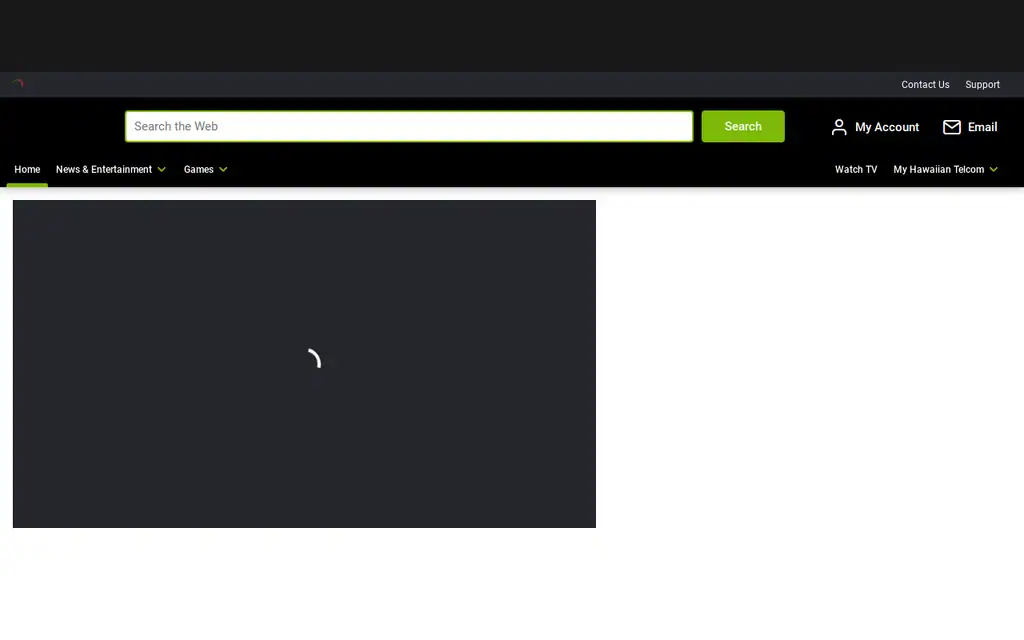 Contact Us Support
Search the Web Search My Account Email
Home News & Entertainment Games Watch TV My Hawaiian Telcom